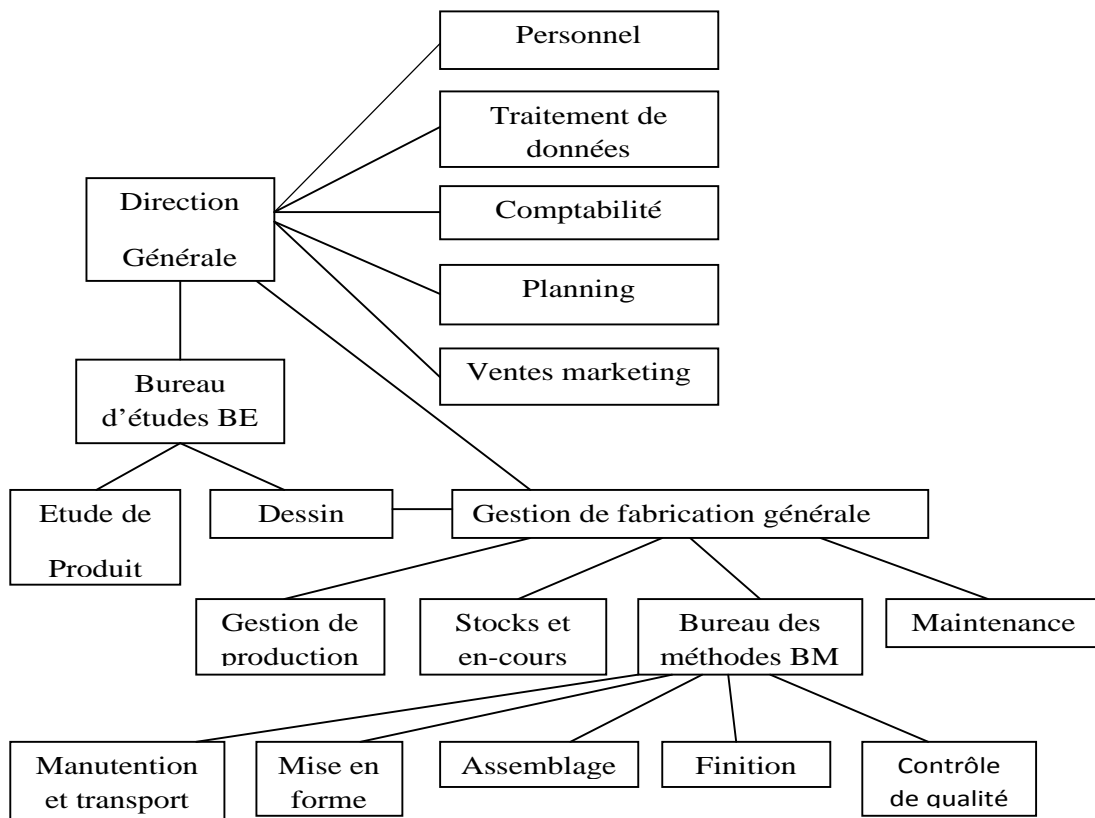 Personnel
Traitement de
données
Direction
Générale
Comptabilité
Planning
Ventes marketing
Bureau
d’études BE
Etude de
Produit
Dessin
Gestion de fabrication générale
Gestion de
production
Stocks et
en-cours
Bureau des
méthodes BM
Maintenance
Manutention
et transport
Mise en
forme
Assemblage
Finition
Contrôle
de qualité